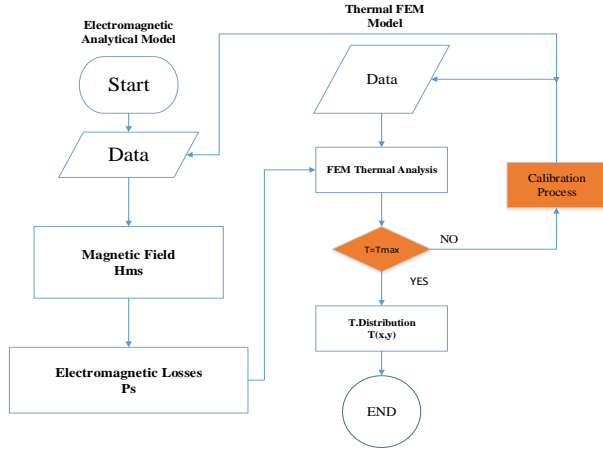 Electromagnetic
Analytical Model
Start
Data
Magnetic Field
Hms
Electromagnetic Losses
Ps
Thermal FEM
Model
Data
FEM Thermal Analysis
T=Tmax
NO
YES
Calibration
Process
T.Distribution
T(x,y)
END